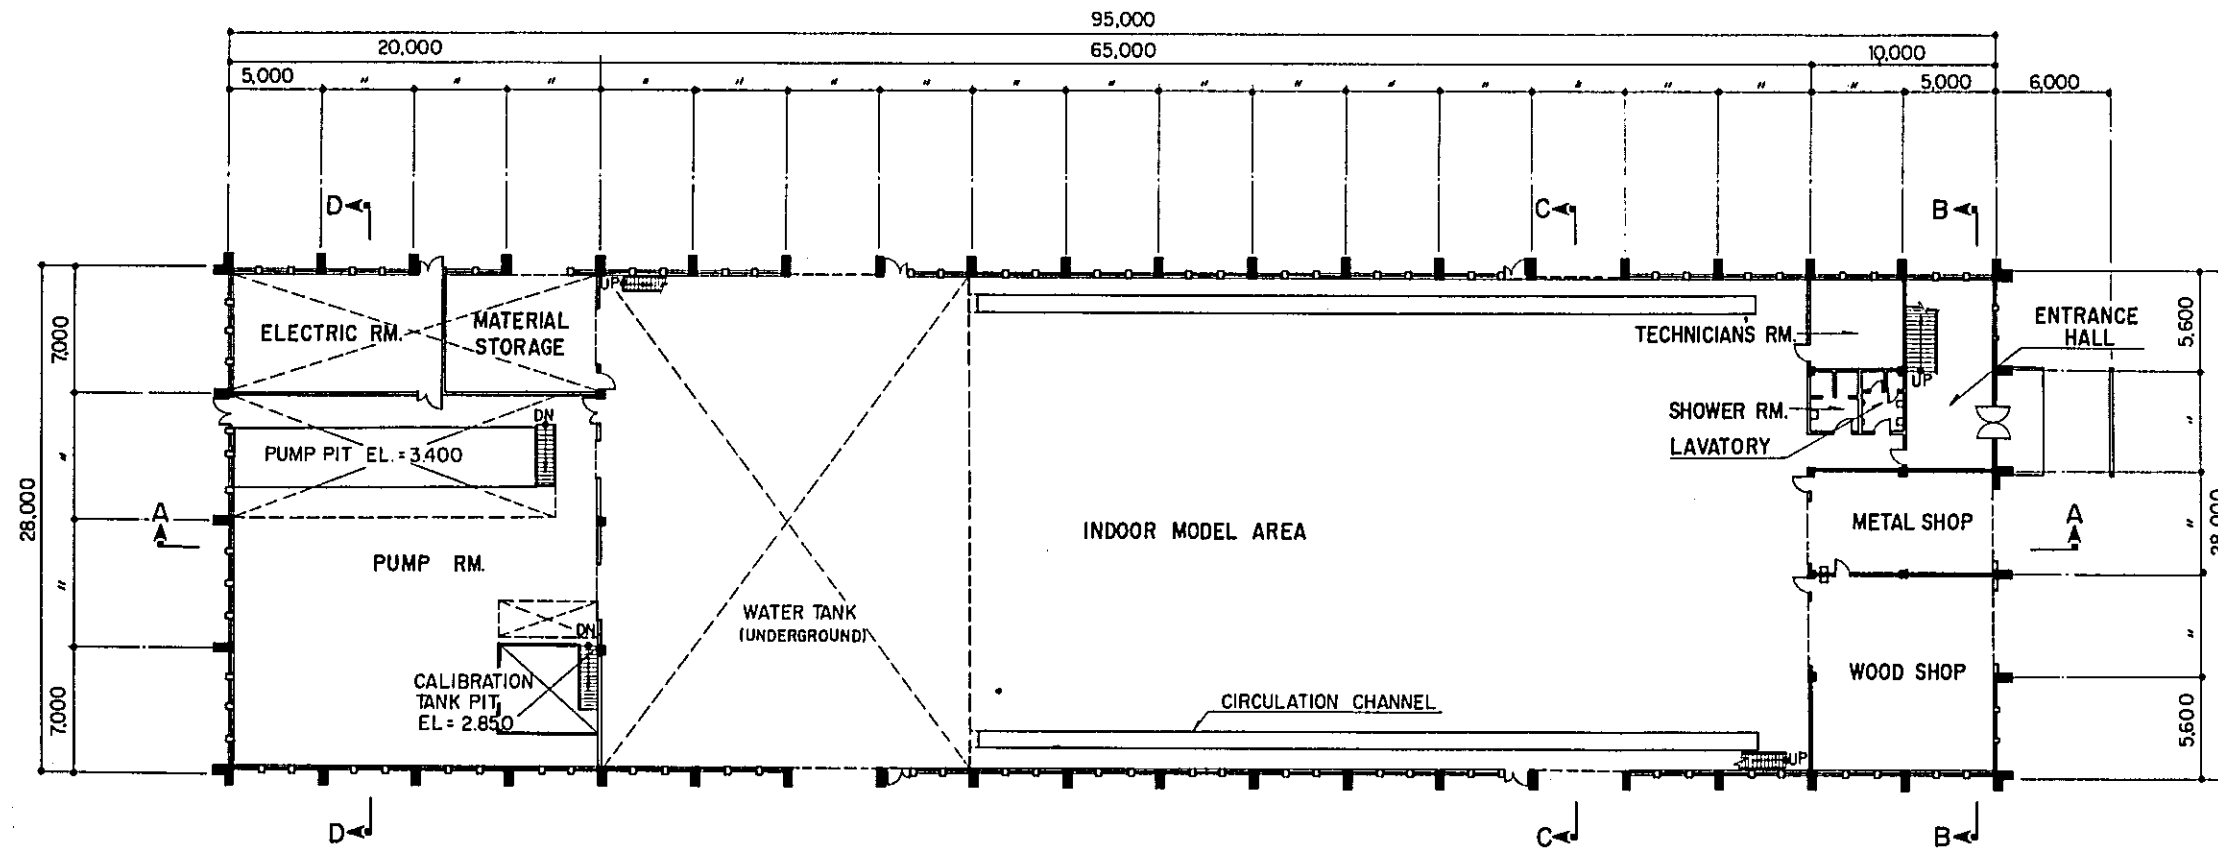 95,000
20,000
65,000
10,000
5,000 " " " " " " " " " " " " " " " " " 5,000 6,000
D
C
B
UP
ELECTRIC RM.
MATERIAL
STORAGE
TECHNICIANS RM.
ENTRANCE
HALL
7,000
5,600
UP
DN
SHOWER RM.
LAVATORY
"
PUMP PIT EL. = 3.400
"
28,000
A
INDOOR MODEL AREA
METAL SHOP
"
A
28,000
PUMP RM.
"
WATER TANK
(UNDERGROUND)
DN
"
WOOD SHOP
CALIBRATION
TANK PIT
EL = 2.850
7,000
CIRCULATION CHANNEL
5,600
UP
D
C
B